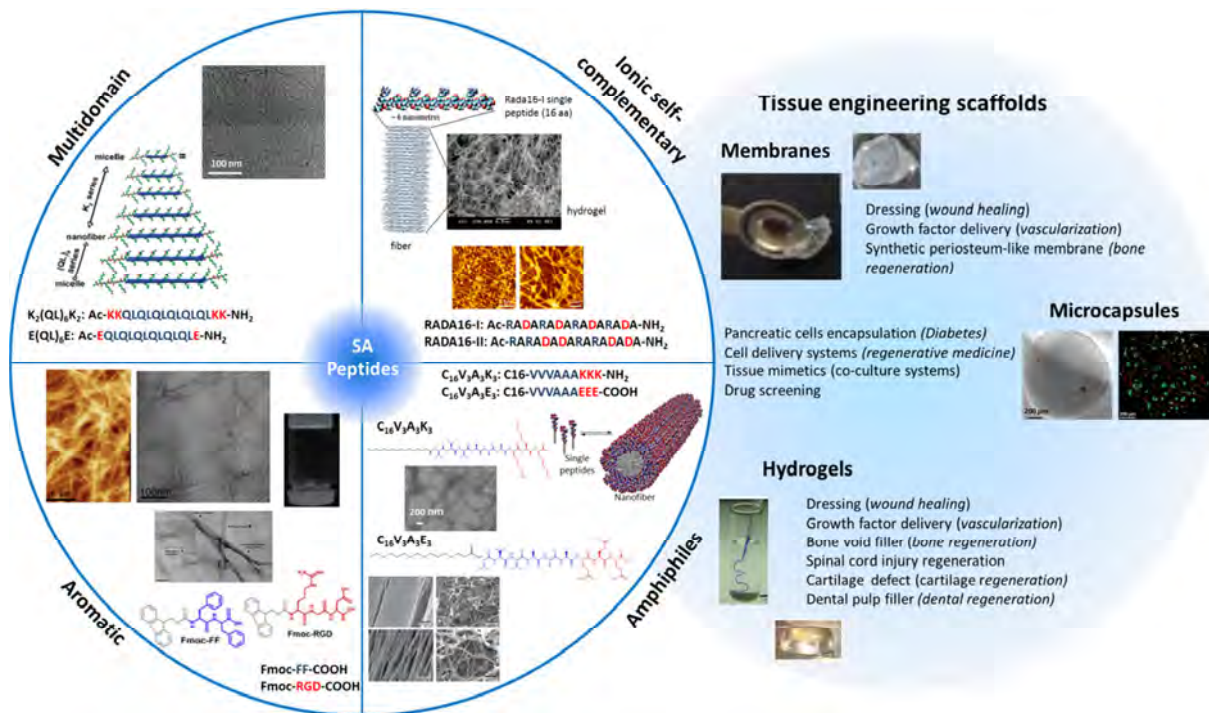 Multidomain
micelle
K₂ series
nanofiber
(QL)₆ series
micelle
100 nm
K₂(QL)₆K₂: Ac-KKQLQLQLQLQLQLKK-NH₂
E(QL)₆E: Ac-EQLQLQLQLQLQLE-NH₂
Ionic self-complementary
Rada16-I single
peptide (16 aa)
hydrogel
fiber
RADA16-I: Ac-RADARADARADARADA-NH₂
RADA16-II: Ac-RARADADARARADADA-NH₂
SA
Peptides
Aromatic
100nm
Fmoc-FF
Fmoc-RGD
Fmoc-FF-COOH
Fmoc-RGD-COOH
Amphiphiles
C₁₆V₃A₃K₃: C16-VVVAAAKKK-NH₂
C₁₆V₃A₃E₃: C16-VVVAAAEEE-COOH
C₁₆V₃A₃K₃
Single
peptides
Nanofiber
200 nm
C₁₆V₃A₃E₃
Tissue engineering scaffolds
Membranes
Dressing (wound healing)
Growth factor delivery (vascularization)
Synthetic periosteum-like membrane (bone
regeneration)
Microcapsules
Pancreatic cells encapsulation (Diabetes)
Cell delivery systems (regenerative medicine)
Tissue mimetics (co-culture systems)
Drug screening
200 µm
Hydrogels
Dressing (wound healing)
Growth factor delivery (vascularization)
Bone void filler (bone regeneration)
Spinal cord injury regeneration
Cartilage defect (cartilage regeneration)
Dental pulp filler (dental regeneration)